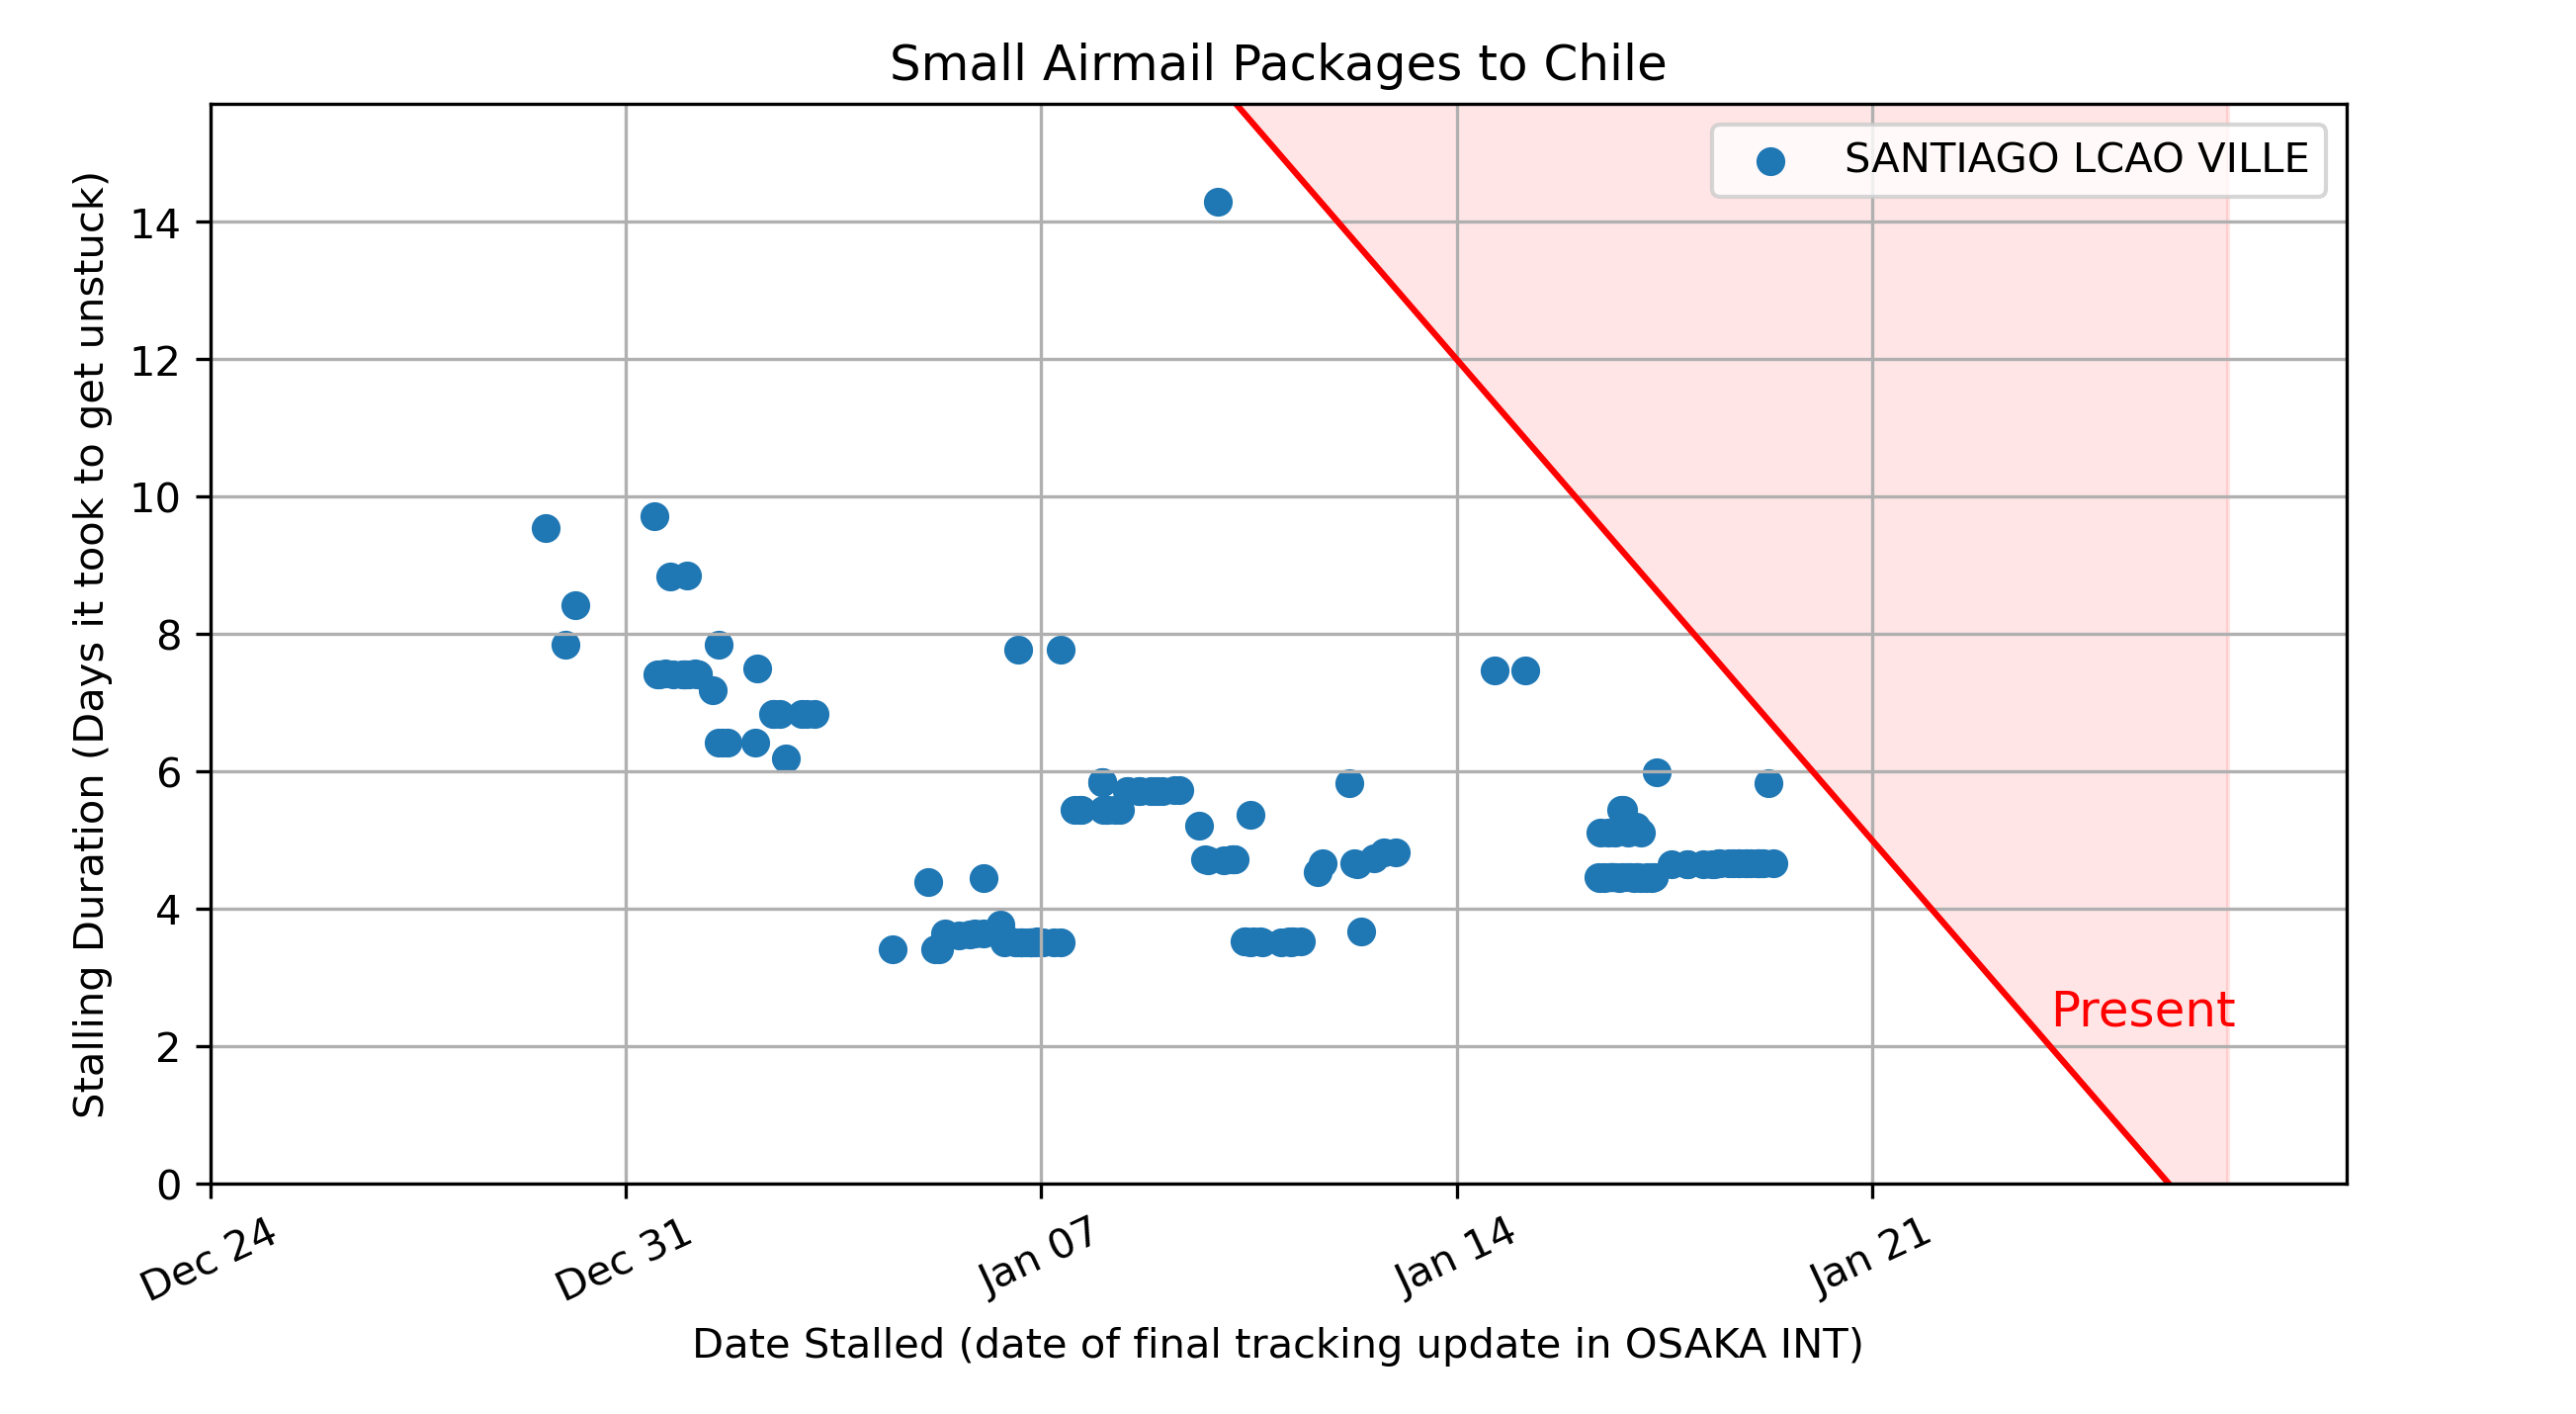 Small Airmail Packages to Chile
SANTIAGO LCAO VILLE
Stalling Duration (Days it took to get unstuck)
14
12
10
8
6
4
2
0
Present
Dec 24
Dec 31
Jan 07
Jan 14
Jan 21
Date Stalled (date of final tracking update in OSAKA INT)